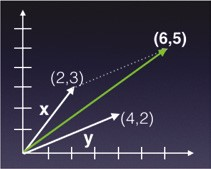 (6,5)
(2,3)
x
(4,2)
y